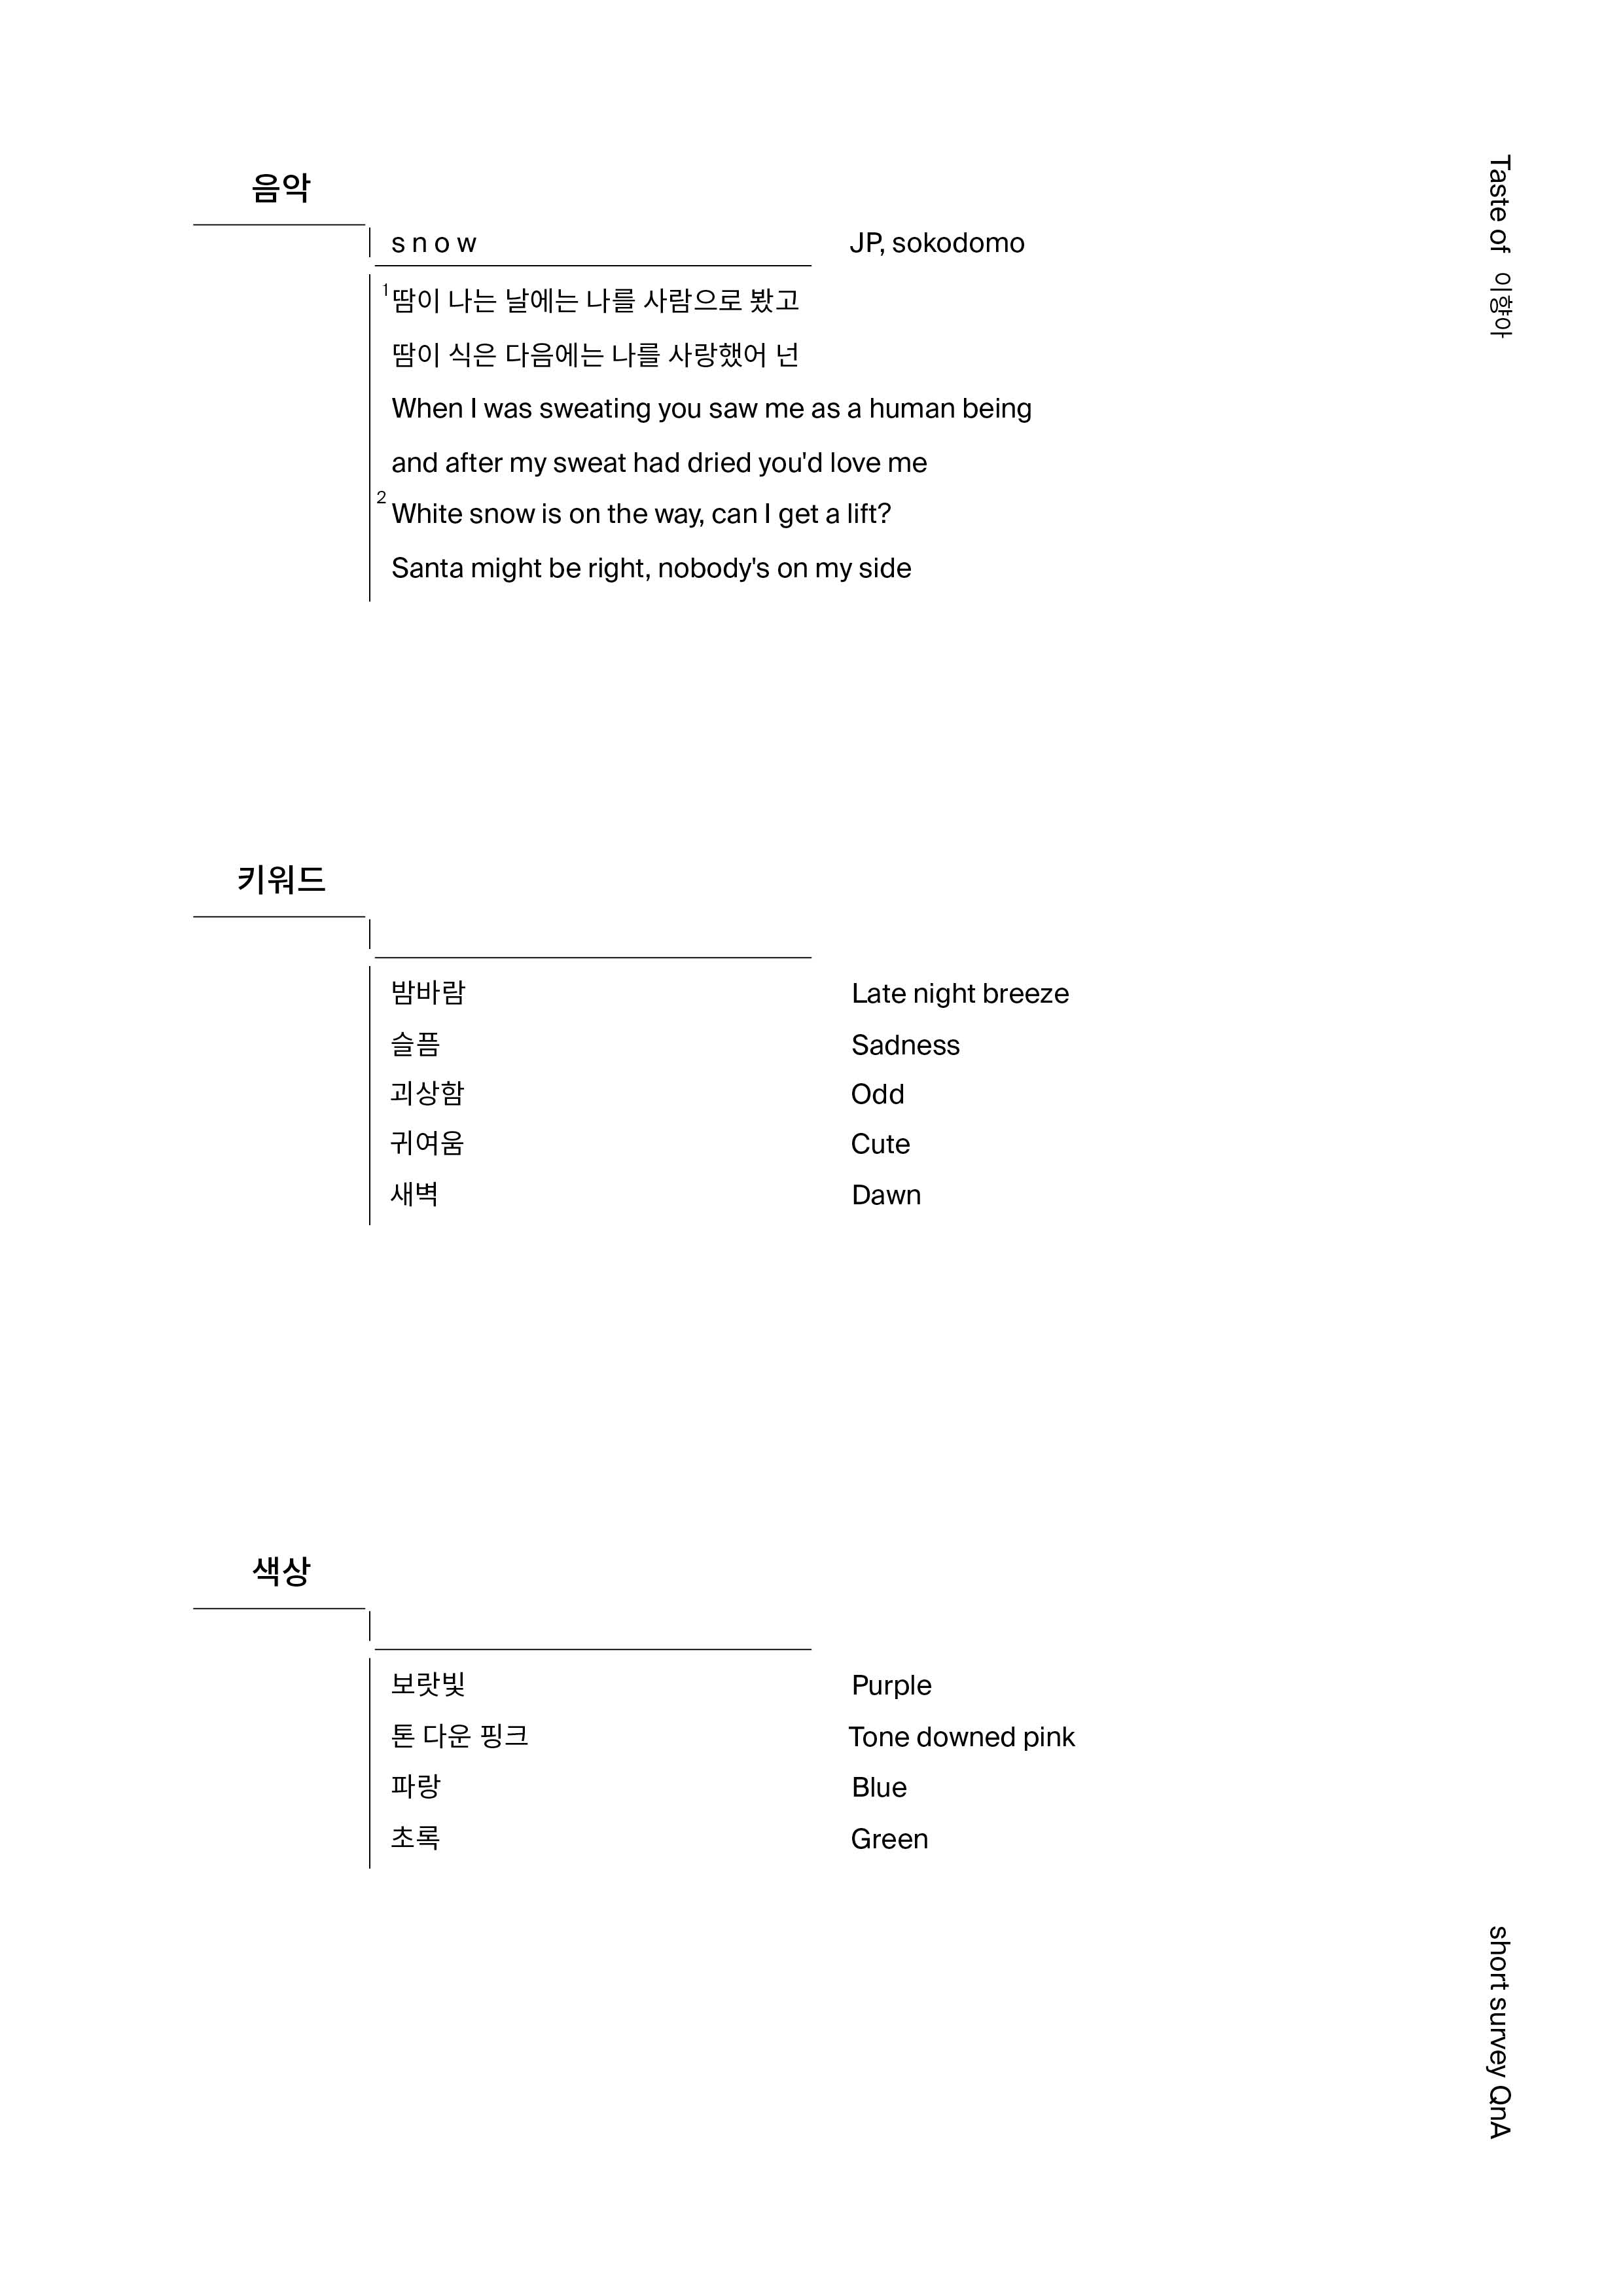 Taste of 이향아
음악
s n o w JP, sokodomo
1 땀이 나는 날에는 나를 사람으로 봤고
땀이 식은 다음에는 나를 사랑했어 넌
When I was sweating you saw me as a human being
and after my sweat had dried you'd love me
2 White snow is on the way, can I get a lift?
Santa might be right, nobody's on my side
키워드
밤바람 Late night breeze
슬픔 Sadness
괴상함 Odd
귀여움 Cute
새벽 Dawn
색상
보랏빛 Purple
톤 다운 핑크 Tone downed pink
파랑 Blue
초록 Green
short survey QnA